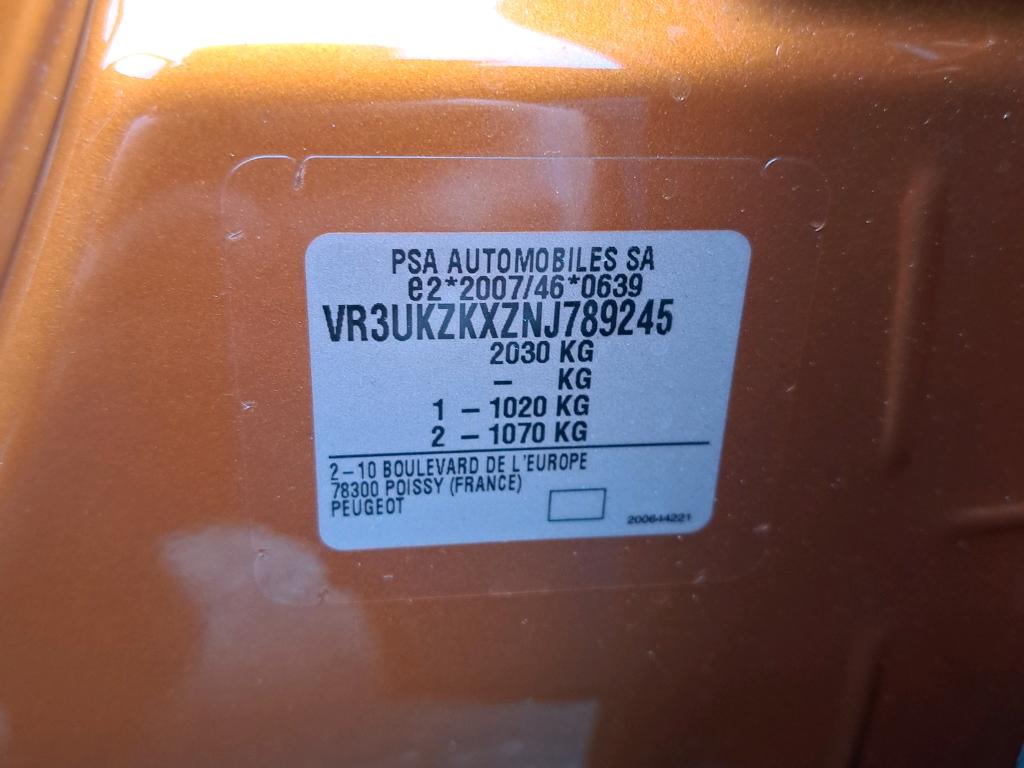 PSA AUTOMOBILES SA
e2*2007/46*0639
VR3UKZKXZNJ789245
2030 KG
– KG
1 – 1020 KG
2 – 1070 KG
2–10 BOULEVARD DE L'EUROPE
78300 POISSY (FRANCE)
PEUGEOT
200644221